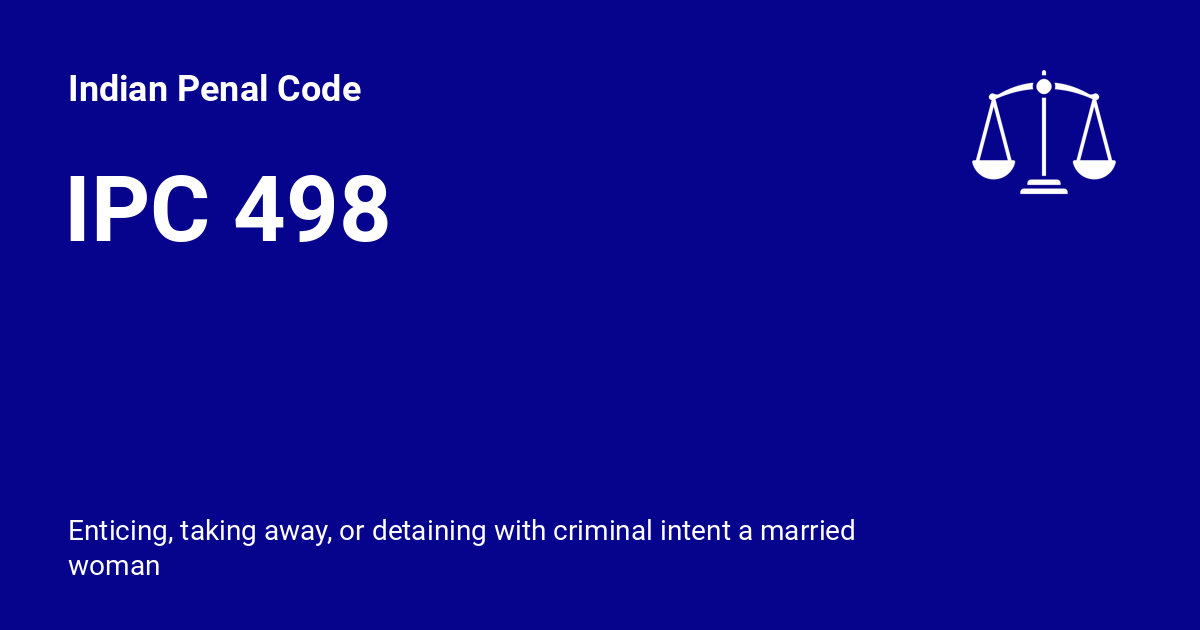 Indian Penal Code
IPC 498
Enticing, taking away, or detaining with criminal intent a married
woman